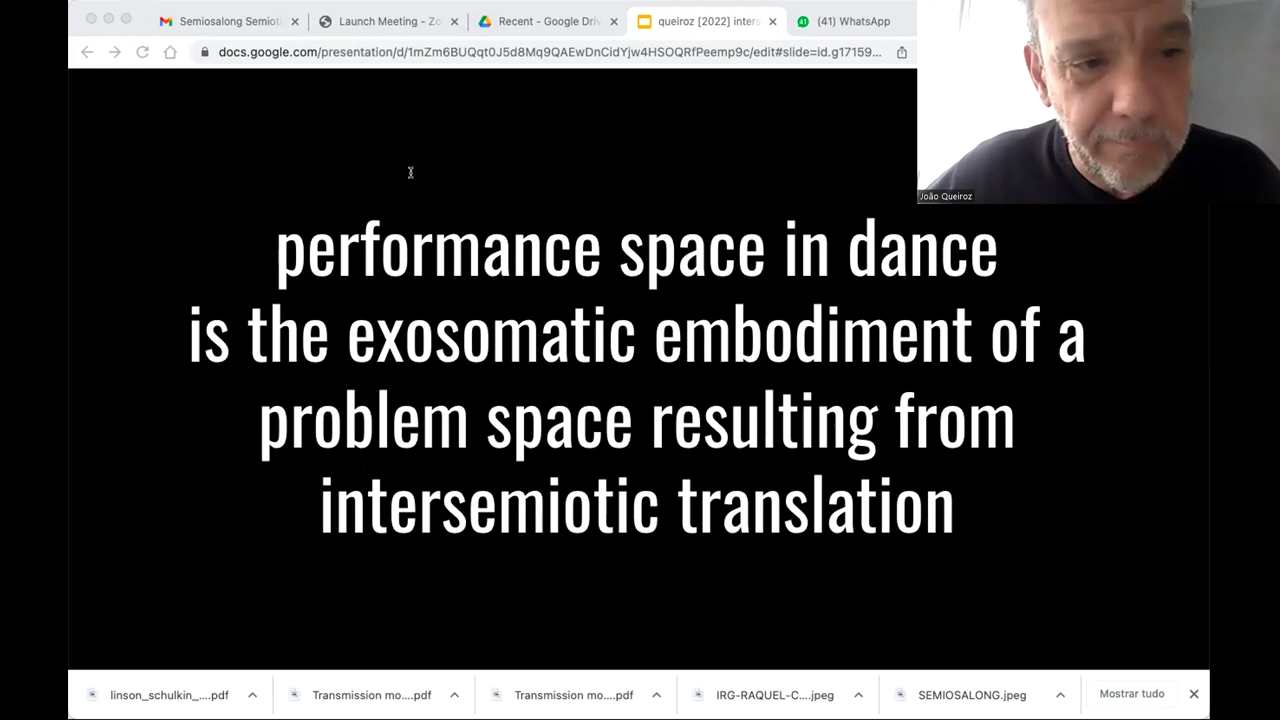 Semiosalong Semioti
Launch Meeting - Zo
Recent - Google Driv
queiroz [2022] inters
(41) WhatsApp
docs.google.com/presentation/d/1mZm6BUQqt0J5d8Mq9QAEwDnCidYjw4HSOQRfPeemp9c/edit#slide=id.g17159...
João Queiroz
performance space in dance
is the exosomatic embodiment of a
problem space resulting from
intersemiotic translation
linson_schulkin_....pdf
Transmission mo....pdf
Transmission mo....pdf
IRG-RAQUEL-C....jpeg
SEMIOSALONG.jpeg
Mostrar tudo